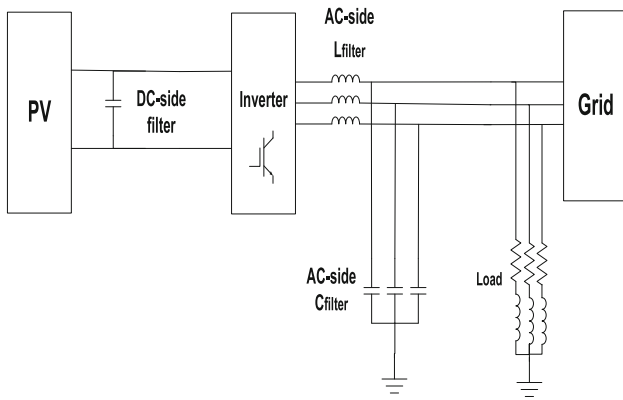 AC-side
Lfilter
PV
DC-side
filter
Inverter
Grid
AC-side
Cfilter
Load